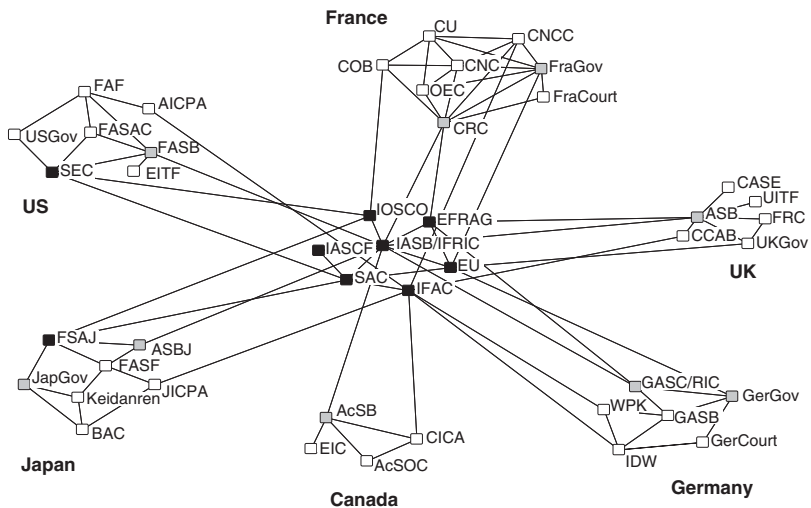 France
CU
CNCC
COB
CNC
FraGov
OEC
FraCourt
CRC
FAF
AICPA
USGov
FASAC
FASB
SEC
EITF
US
CASE
UITF
ASB
FRC
CCAB
UKGov
UK
IOSCO
EFRAG
IASCF
IASB/IFRIC
EU
SAC
IFAC
FSAJ
ASBJ
FASF
JapGov
Keidanren
JICPA
BAC
Japan
AcSB
EIC
CICA
AcSOC
Canada
GASC/RIC
GerGov
WPK
GASB
GerCourt
IDW
Germany